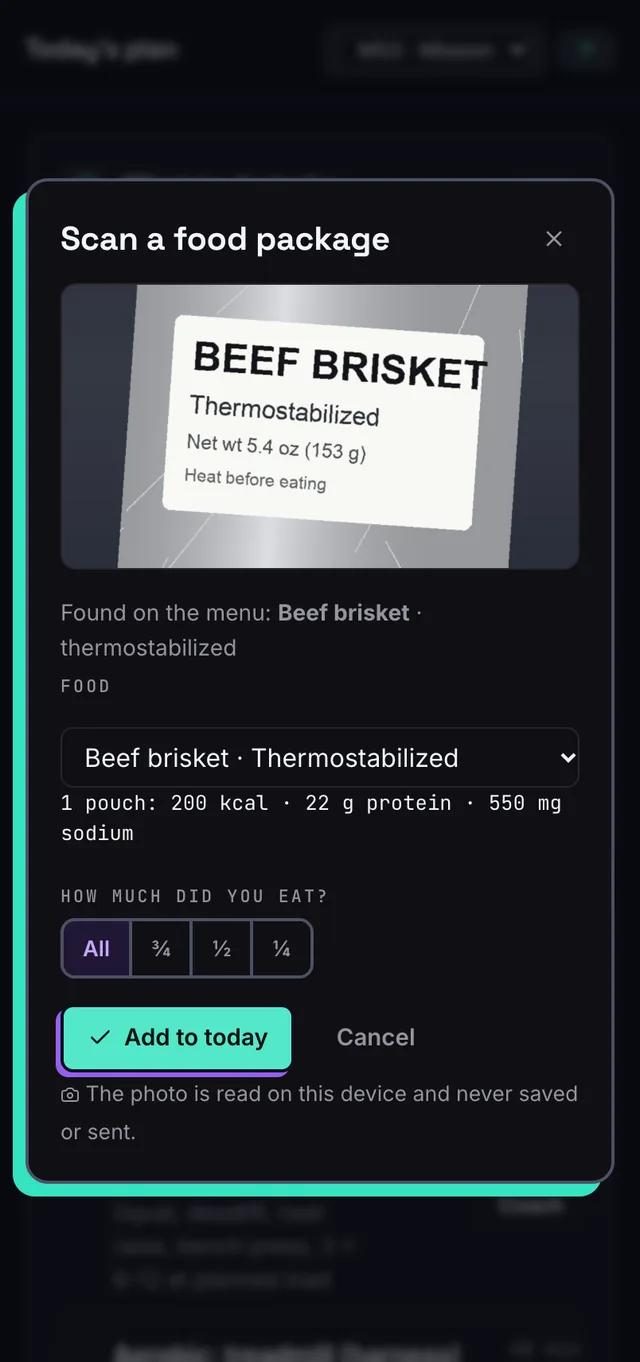 Today's plan
Scan a food package
BEEF BRISKET
Thermostabilized
Net wt 5.4 oz (153 g)
Heat before eating
Found on the menu: Beef brisket ·
thermostabilized
FOOD
Beef brisket · Thermostabilized
1 pouch: 200 kcal · 22 g protein · 550 mg
sodium
HOW MUCH DID YOU EAT?
All ¾ ½ ¼
Add to today Cancel
The photo is read on this device and never saved
or sent.